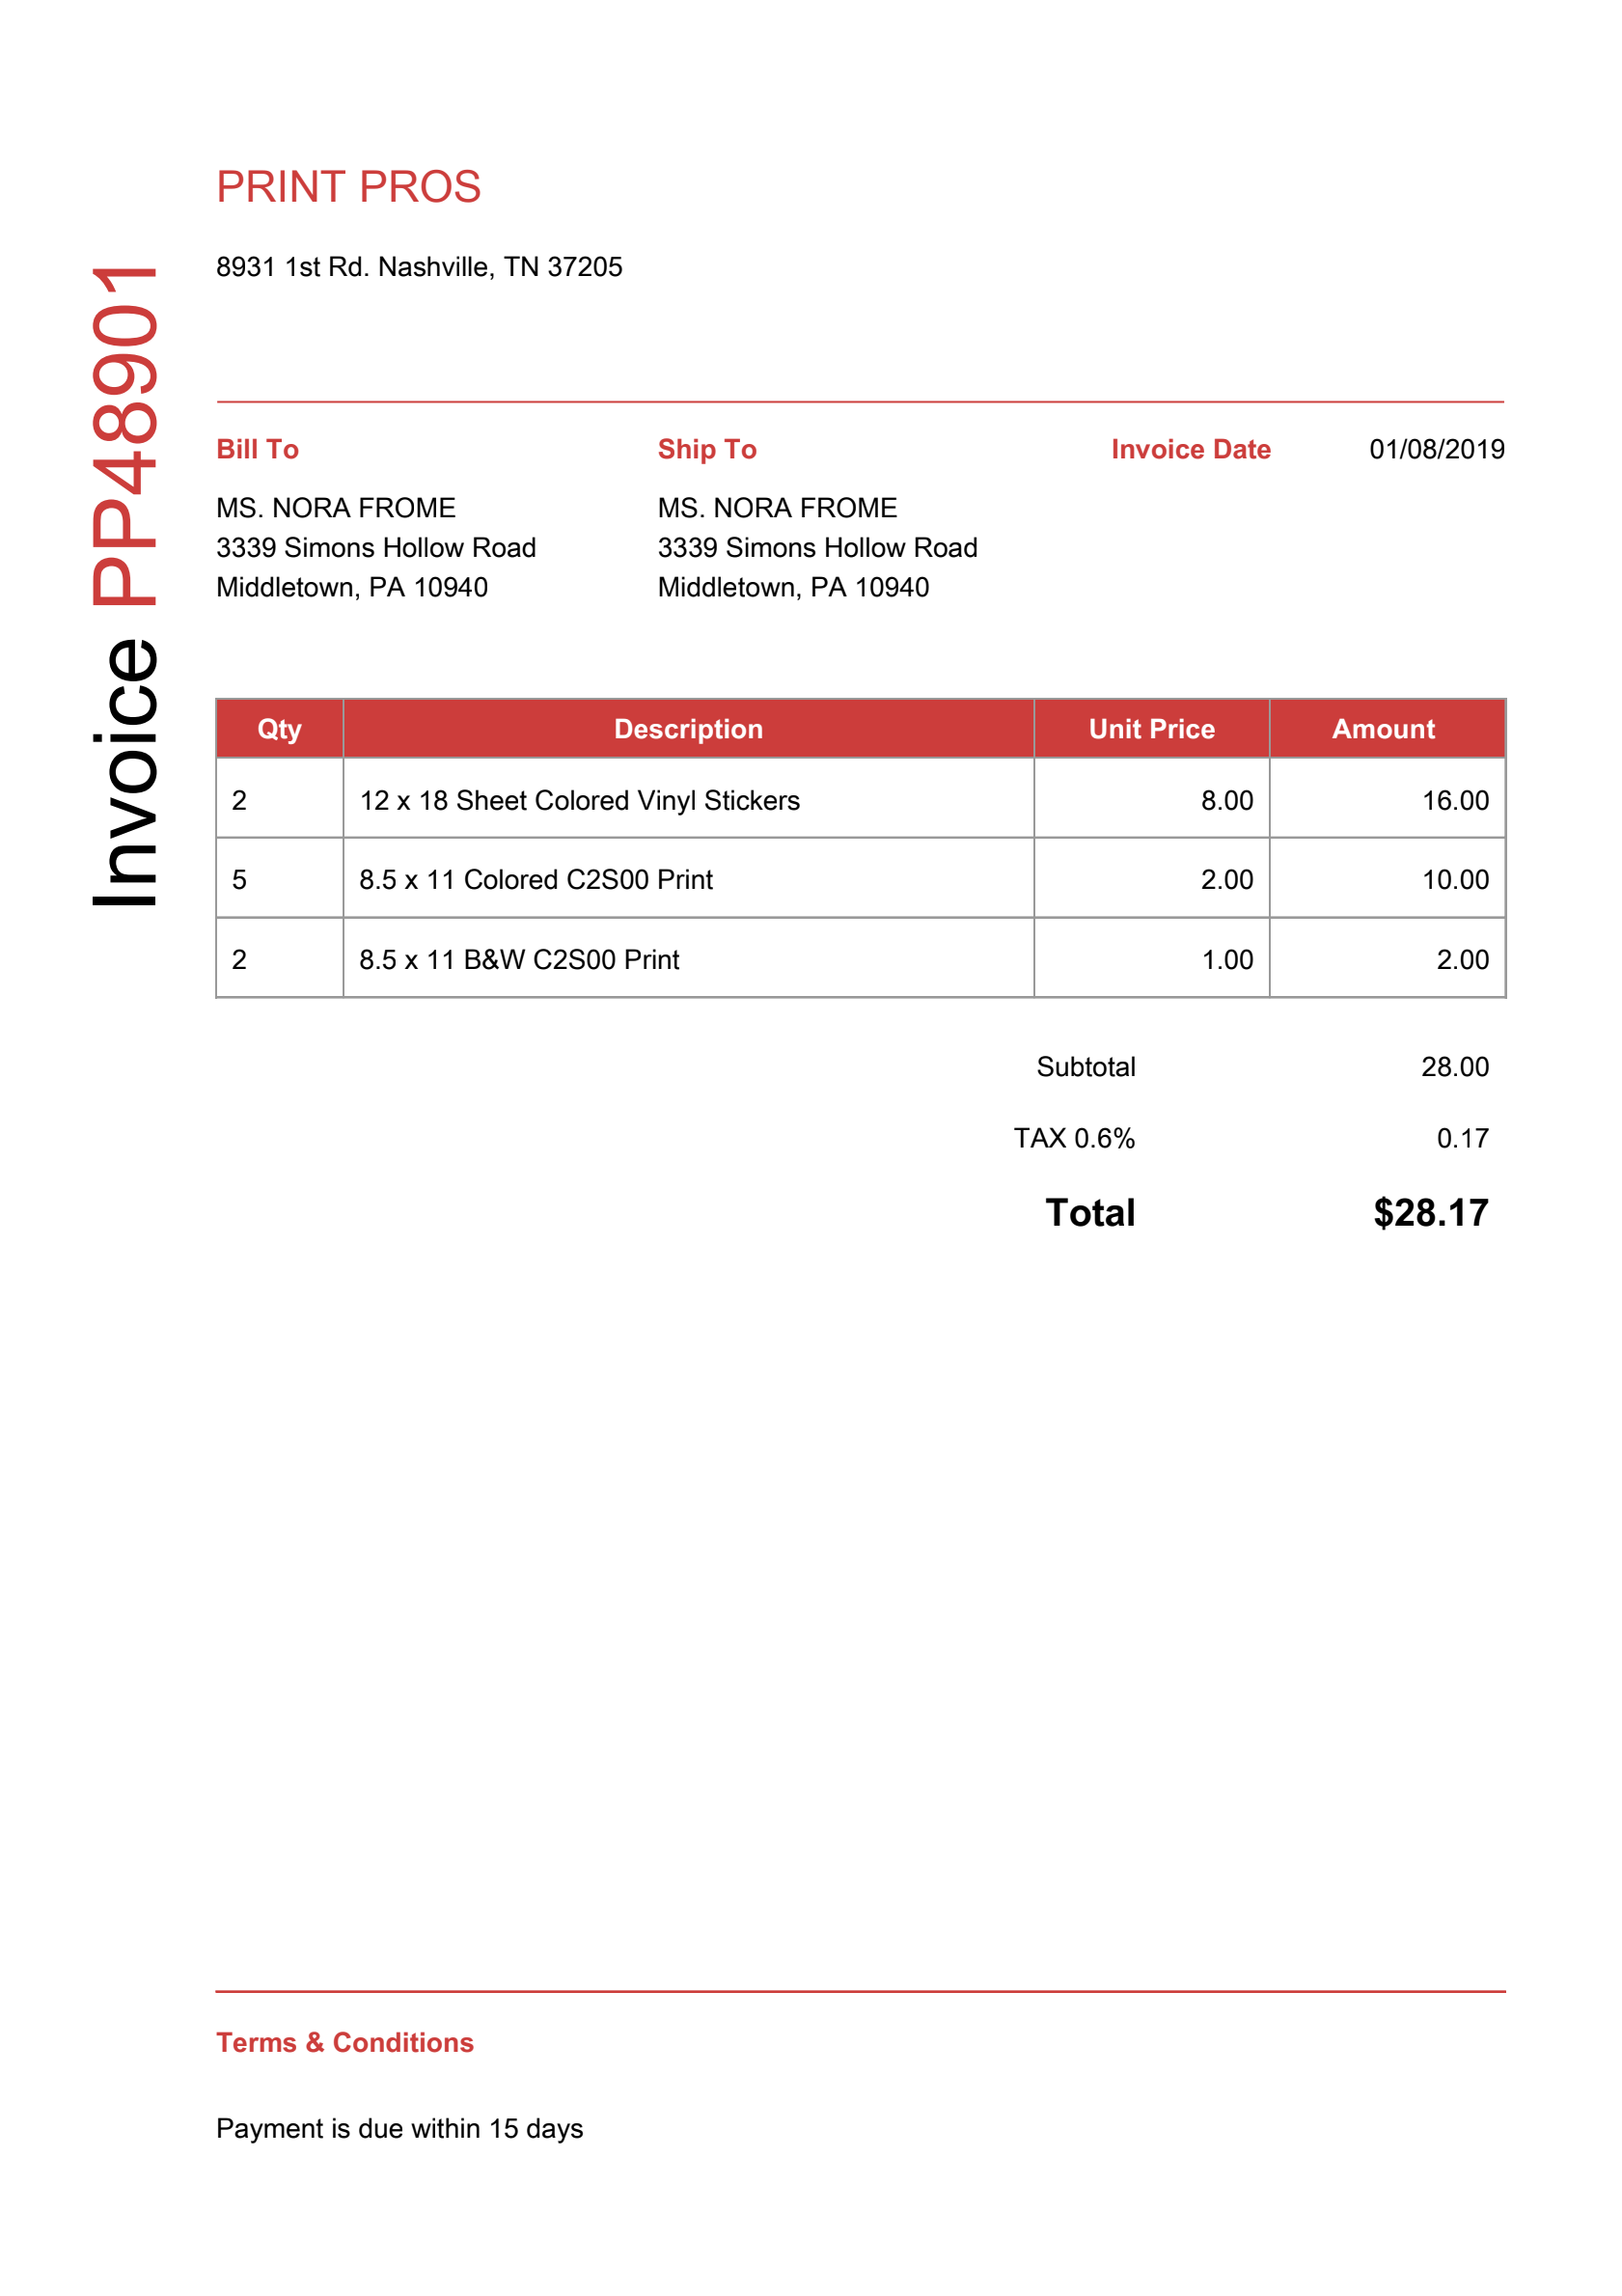 PRINT PROS
8931 1st Rd. Nashville, TN 37205
Invoice PP48901
Bill To
MS. NORA FROME
3339 Simons Hollow Road
Middletown, PA 10940
Ship To
MS. NORA FROME
3339 Simons Hollow Road
Middletown, PA 10940
Invoice Date 01/08/2019
Qty Description Unit Price Amount
2 12 x 18 Sheet Colored Vinyl Stickers 8.00 16.00
5 8.5 x 11 Colored C2S00 Print 2.00 10.00
2 8.5 x 11 B&W C2S00 Print 1.00 2.00
Subtotal 28.00
TAX 0.6% 0.17
Total $28.17
Terms & Conditions
Payment is due within 15 days